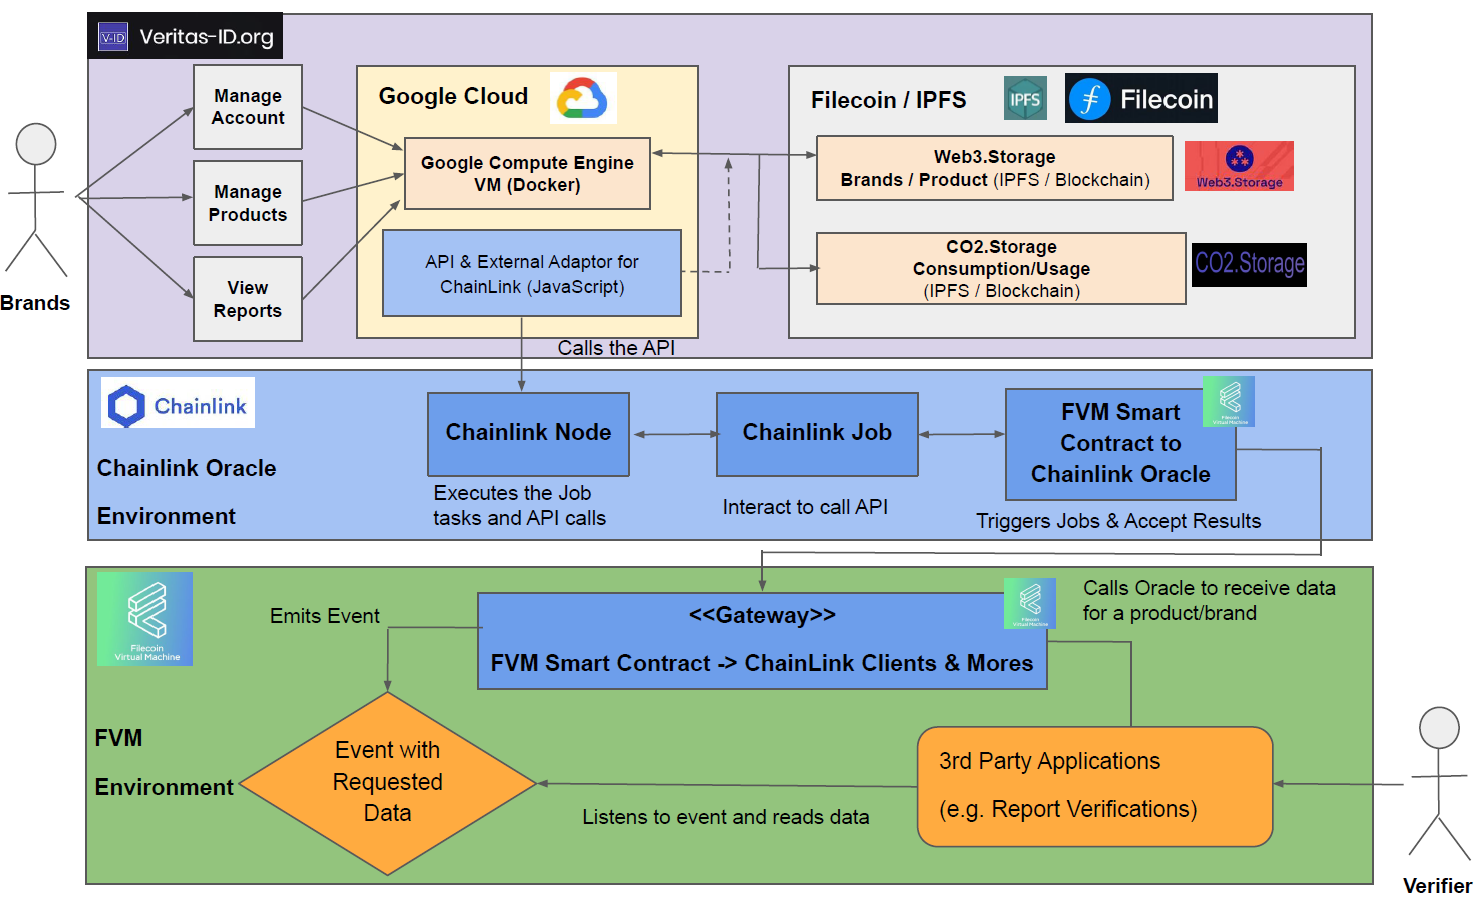 V-ID Veritas-ID.org
Brands
Manage
Account
Manage
Products
View
Reports
Google Cloud
Google Compute Engine
VM (Docker)
API & External Adaptor for
ChainLink (JavaScript)
Calls the API
Filecoin / IPFS
IPFS
Filecoin
Web3.Storage
Brands / Product (IPFS / Blockchain)
Web3.Storage
CO2.Storage
Consumption/Usage
(IPFS / Blockchain)
CO2.Storage
Chainlink
Chainlink Oracle
Environment
Chainlink Node
Executes the Job
tasks and API calls
Chainlink Job
Interact to call API
FVM Smart
Contract to
Chainlink Oracle
Filecoin
Virtual Machine
Triggers Jobs & Accept Results
Filecoin
Virtual Machine
FVM
Environment
Emits Event
<<Gateway>>
FVM Smart Contract -> ChainLink Clients & Mores
Filecoin
Virtual Machine
Calls Oracle to receive data
for a product/brand
Event with
Requested
Data
Listens to event and reads data
3rd Party Applications
(e.g. Report Verifications)
Verifier